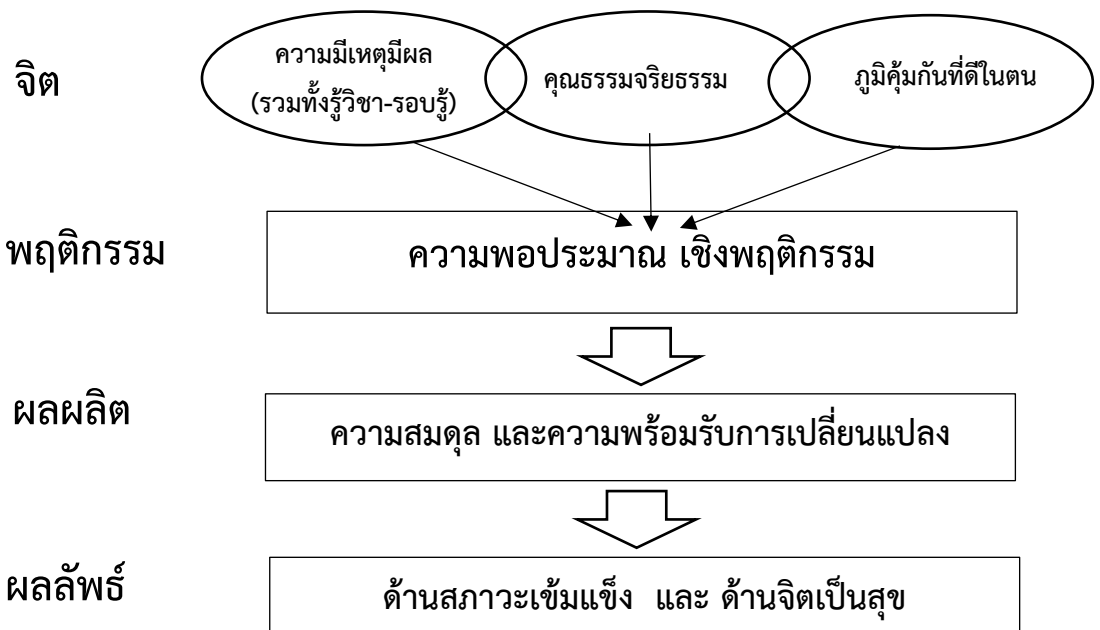 จิต
ความมีเหตุมีผล
(รวมทั้งรู้วิชา-รอบรู้)
คุณธรรมจริยธรรม
ภูมิคุ้มกันที่ดีในตน
พฤติกรรม
ความพอประมาณ เชิงพฤติกรรม
ผลผลิต
ความสมดุล และความพร้อมรับการเปลี่ยนแปลง
ผลลัพธ์
ด้านสภาวะเข้มแข็ง และ ด้านจิตเป็นสุข